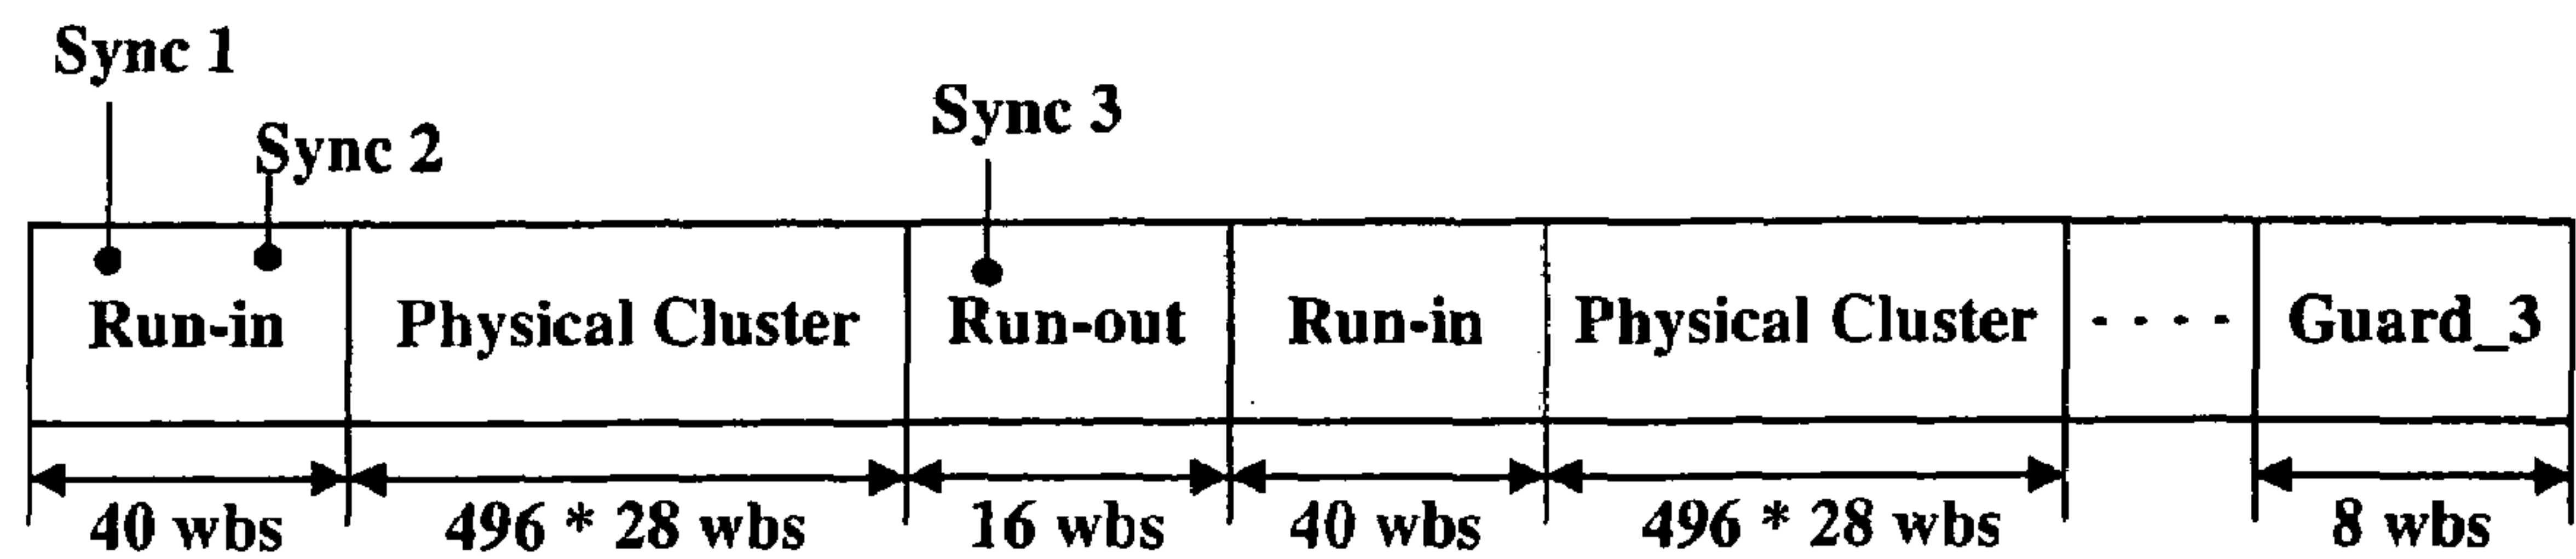 Sync 1
Sync 2
Sync 3
Run-in Physical Cluster Run-out Run-in Physical Cluster . . . . Guard_3
40 wbs 496 * 28 wbs 16 wbs 40 wbs 496 * 28 wbs 8 wbs